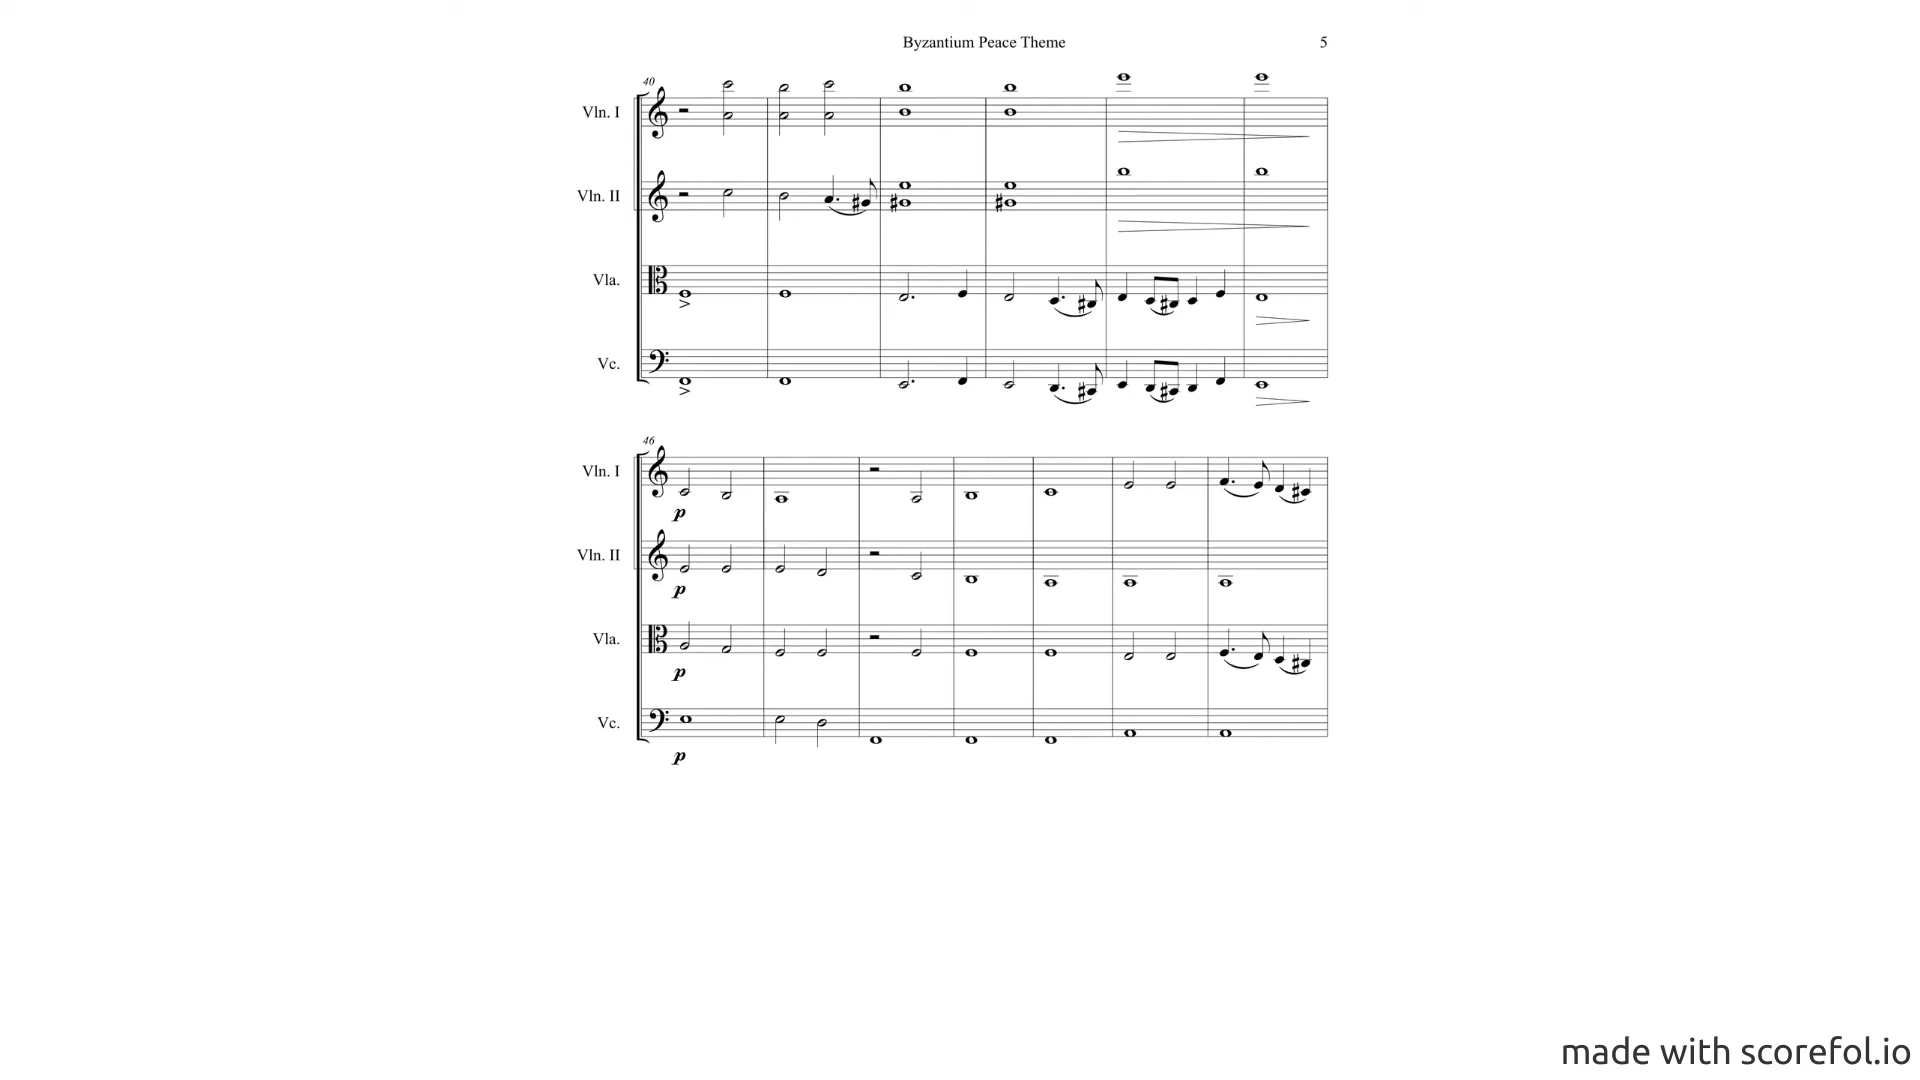 Byzantium Peace Theme
5
40
Vln. I
Vln. II
Vla.
Vc.
46
Vln. I
p
Vln. II
p
Vla.
p
Vc.
p
made with scorefol.io